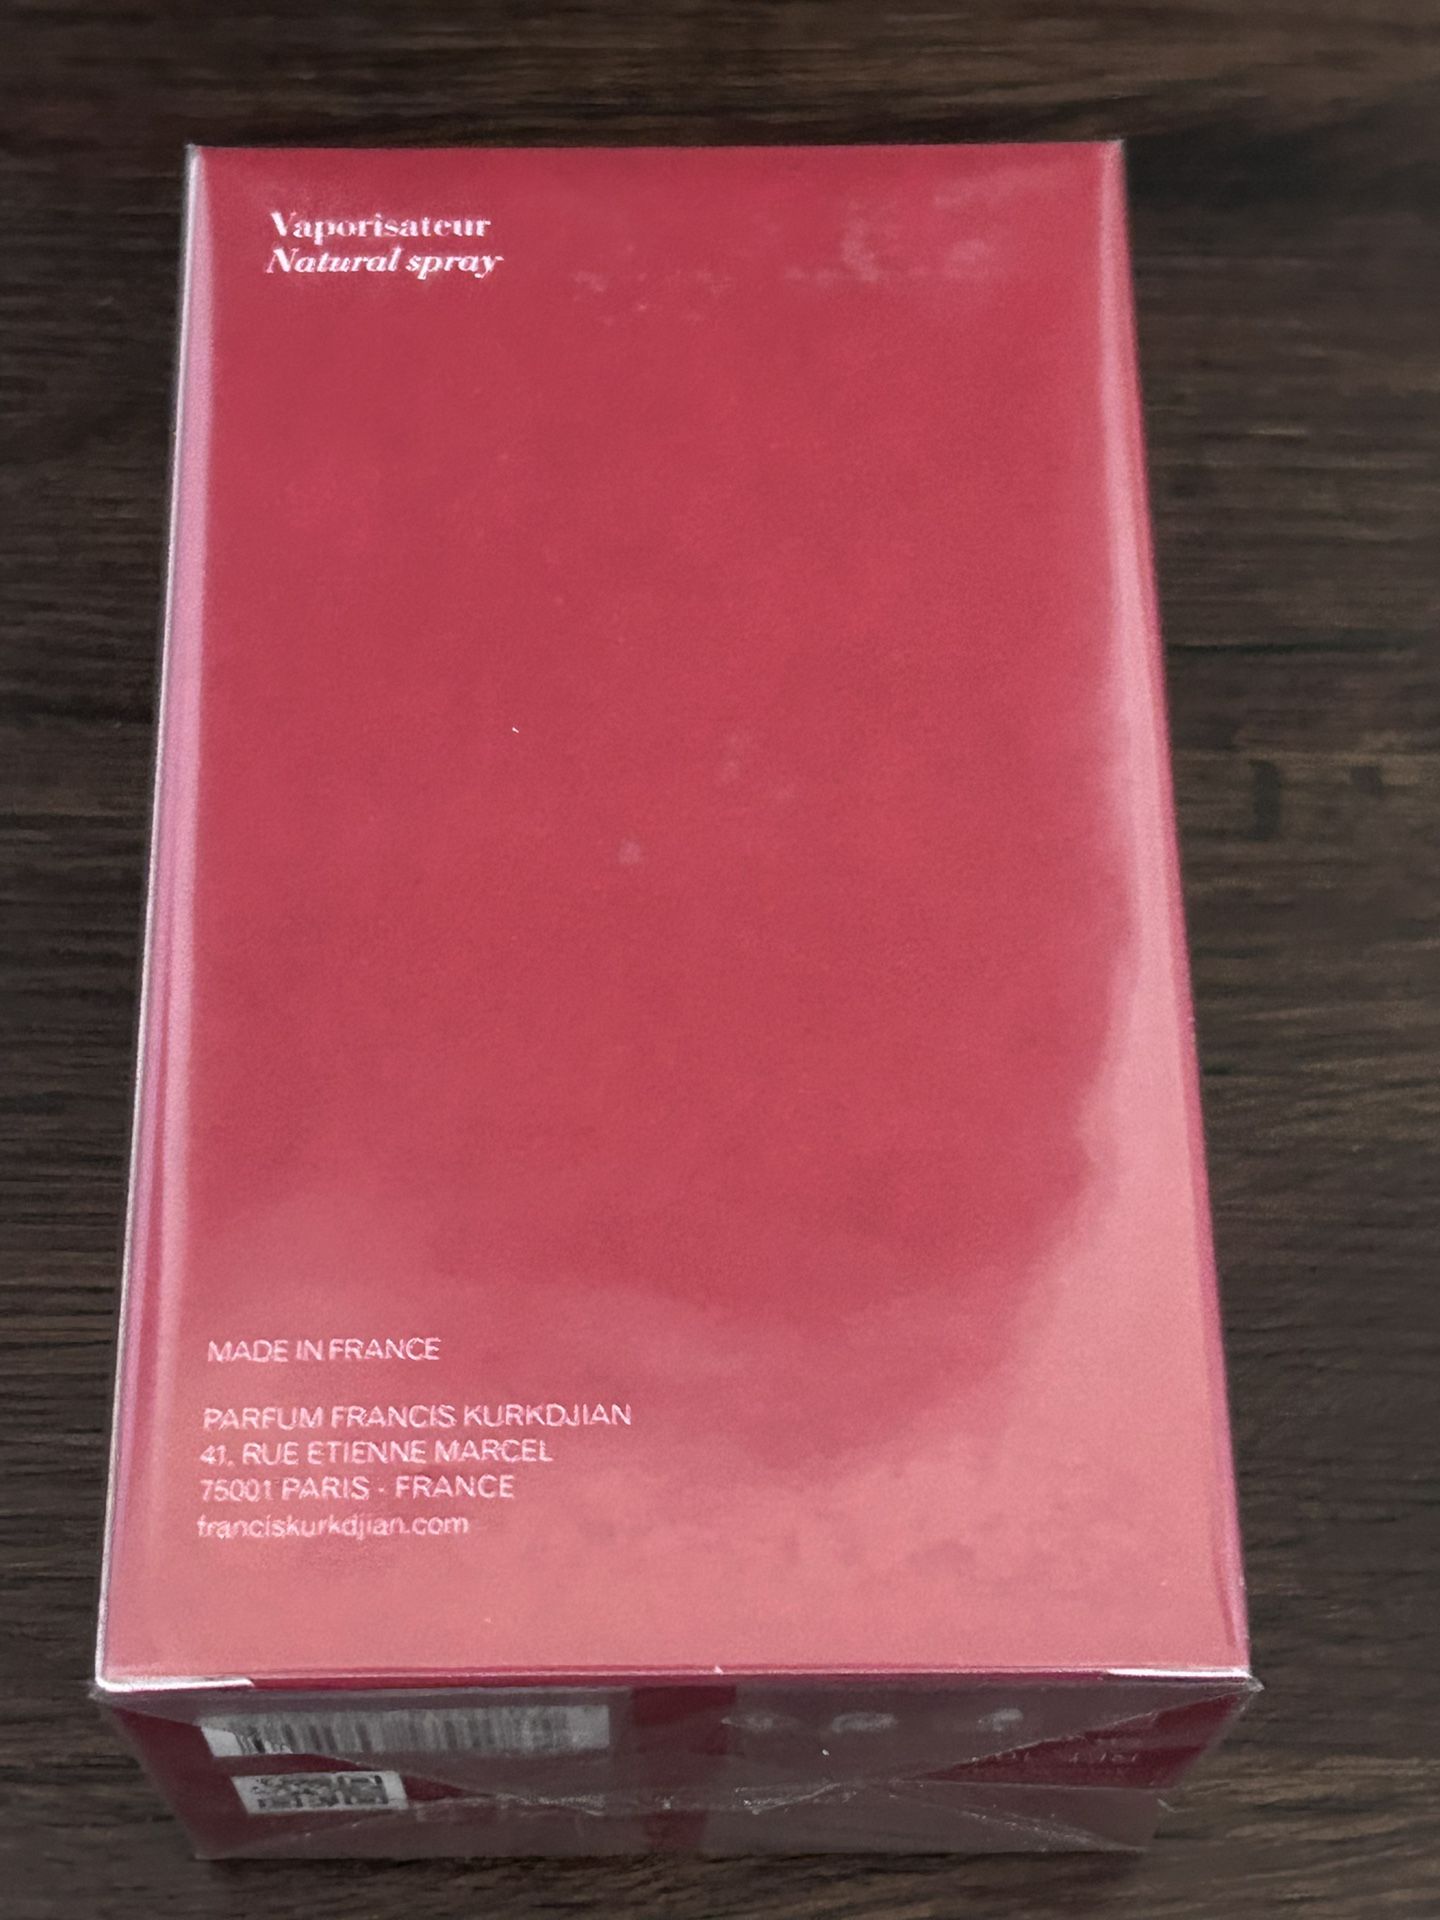 Vaporisateur
Natural spray
MADE IN FRANCE
PARFUM FRANCIS KURKDJIAN
41, RUE ETIENNE MARCEL
75001 PARIS - FRANCE
franciskurkdjian.com